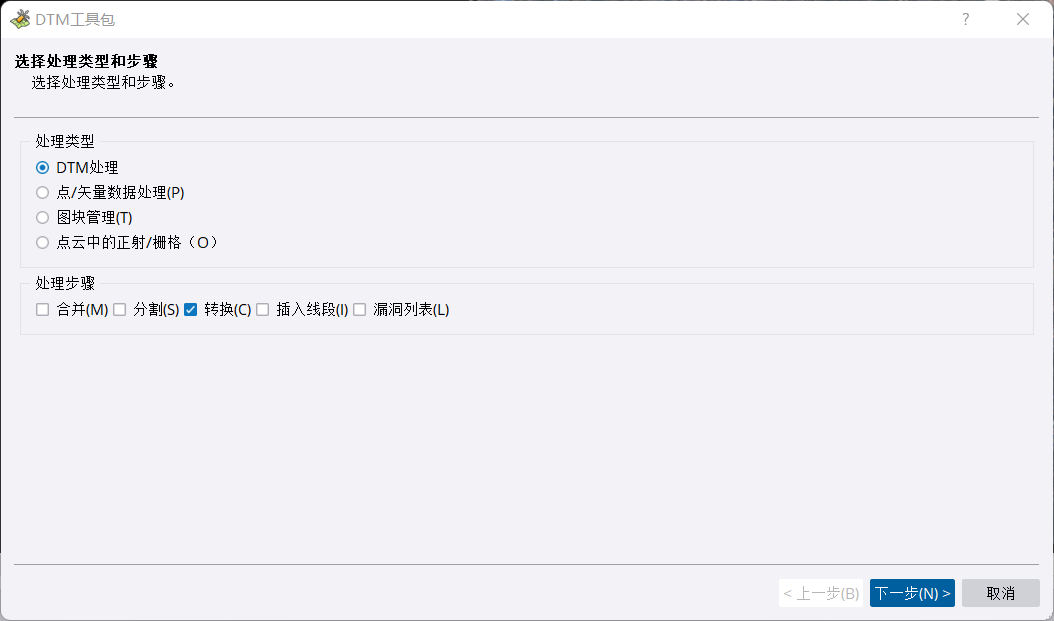 DTM工具包
?
选择处理类型和步骤
选择处理类型和步骤。
处理类型
DTM处理
点/矢量数据处理(P)
图块管理(T)
点云中的正射/栅格（O）
处理步骤
合并(M) 分割(S) 转换(C) 插入线段(I) 漏洞列表(L)
< 上一步(B) 下一步(N) > 取消